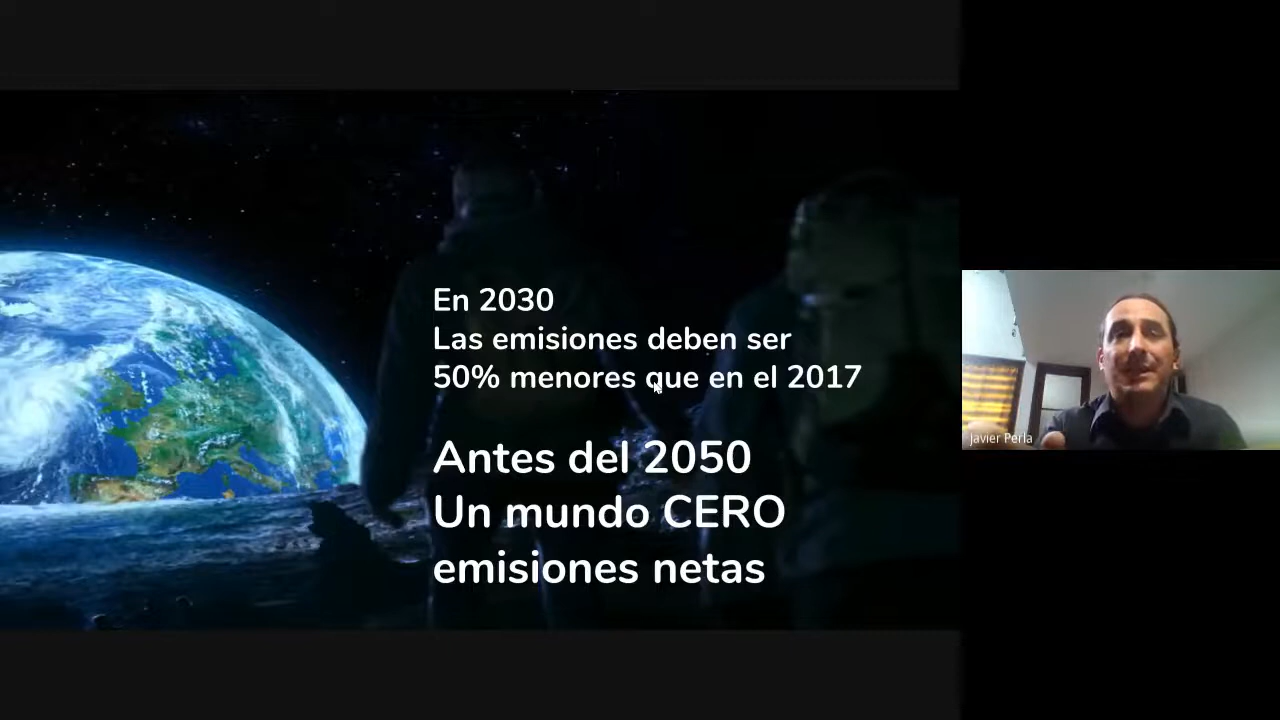 En 2030
Las emisiones deben ser
50% menores que en el 2017
Antes del 2050
Un mundo CERO
emisiones netas
Javier Perla